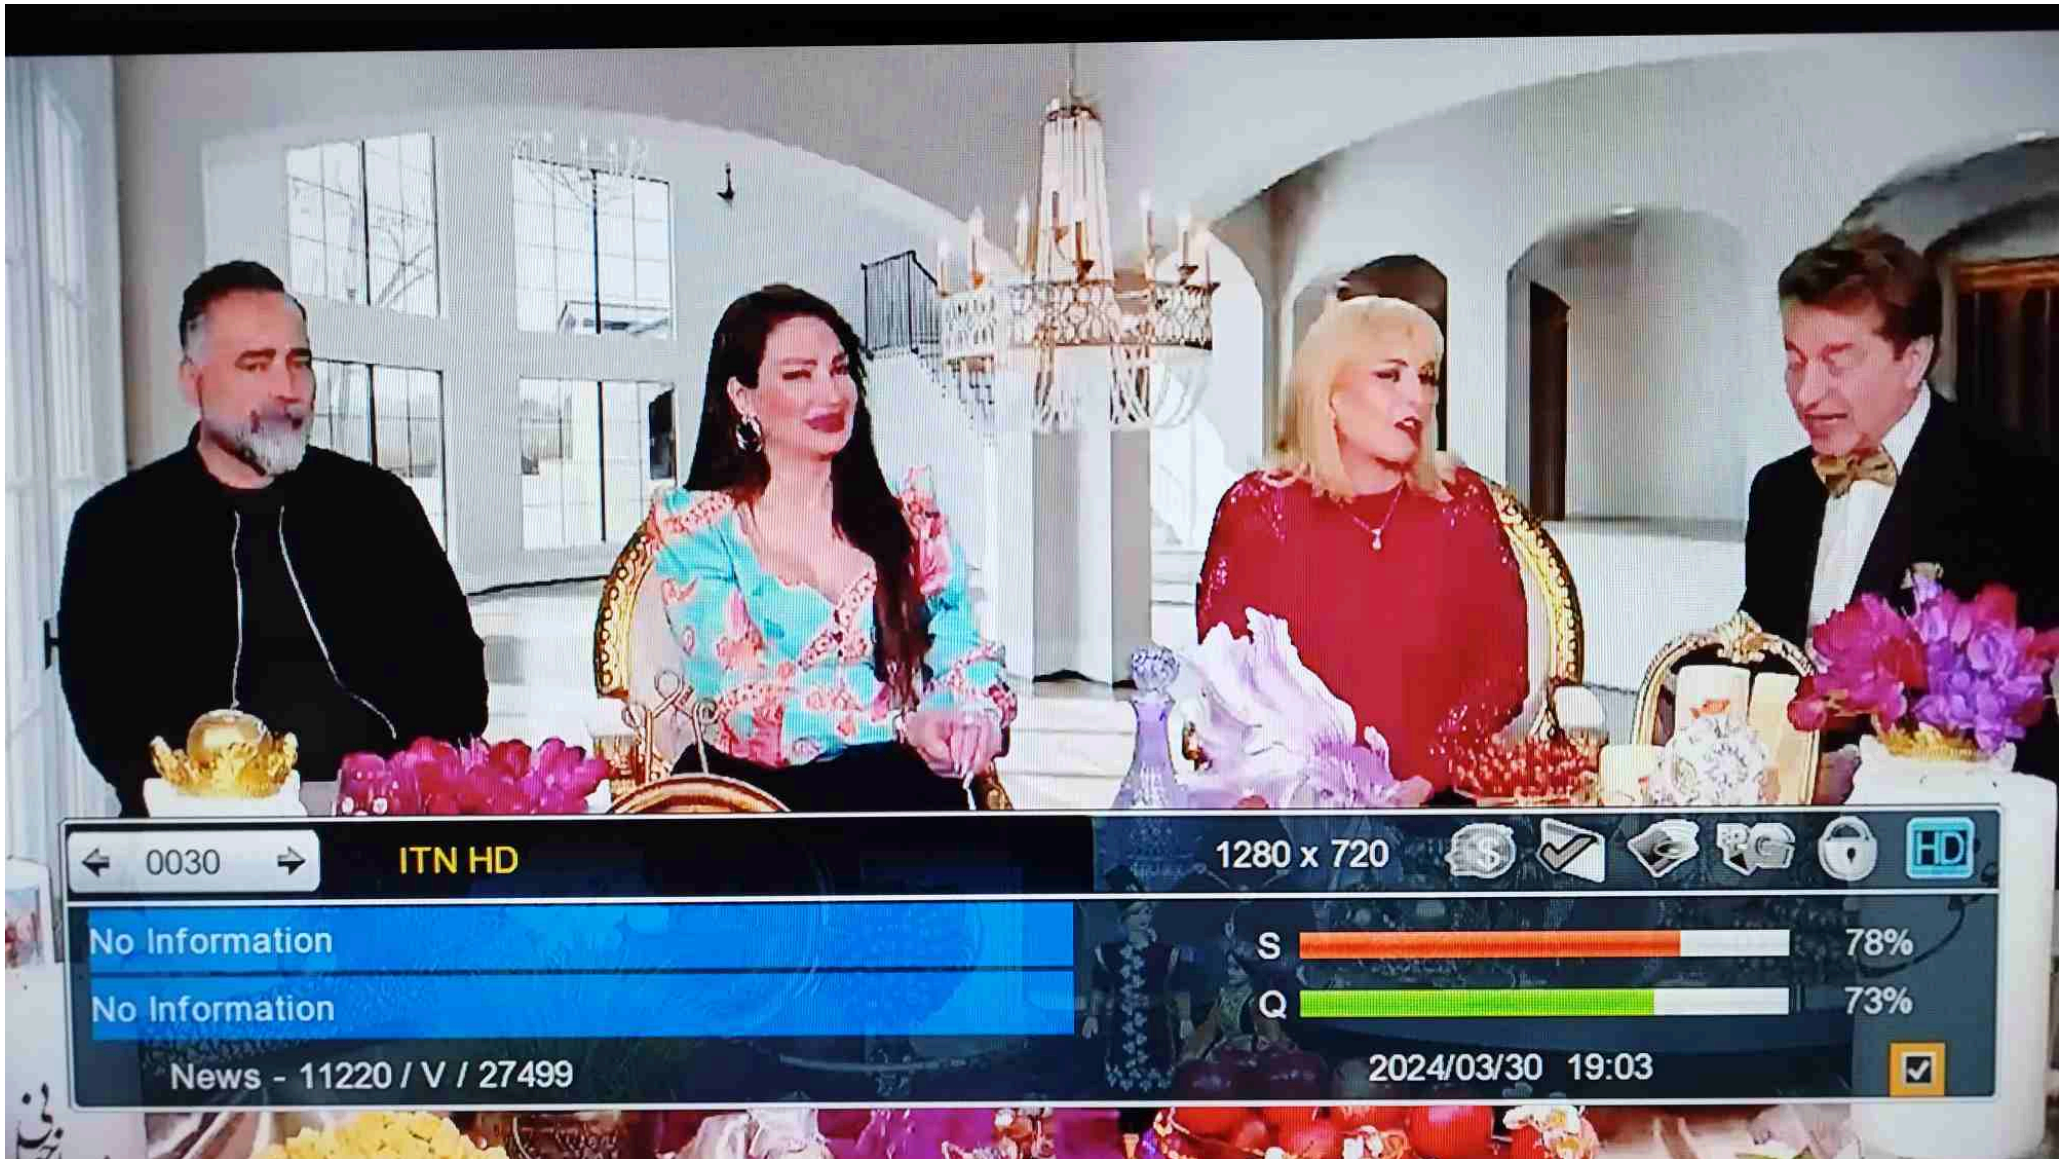 0030
ITN HD
1280 x 720
HD
No Information
S 78%
No Information
Q 73%
News - 11220 / V / 27499
2024/03/30 19:03